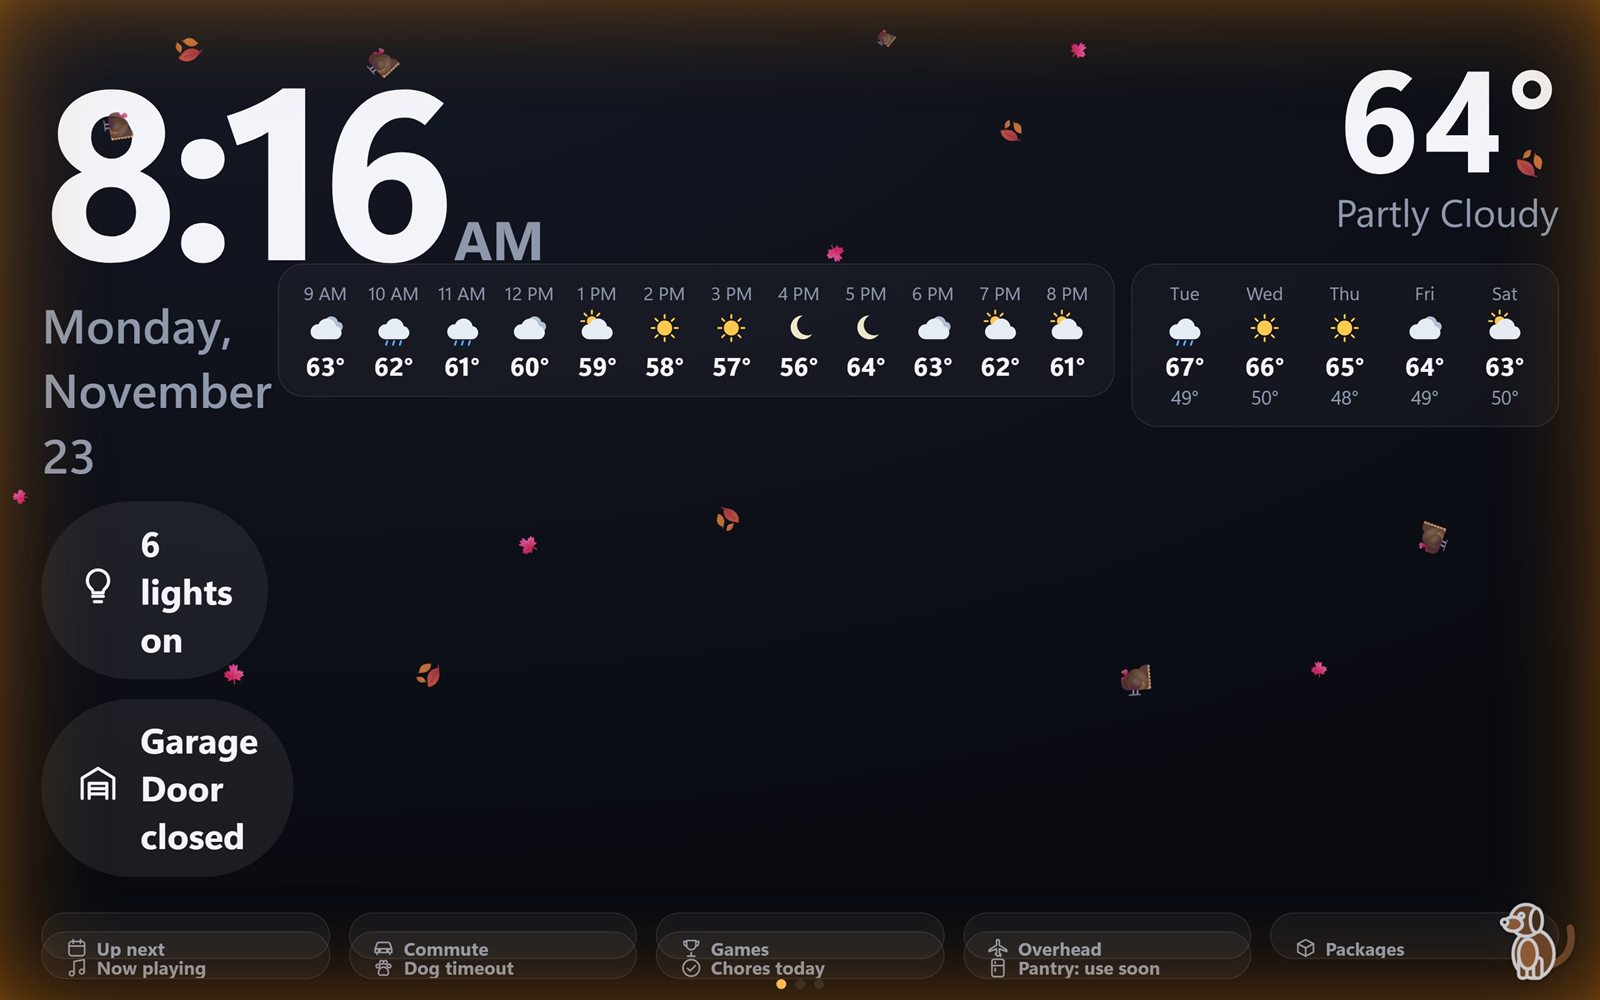 8:16 AM
64°
Partly Cloudy
Monday,
November
23
9 AM 10 AM 11 AM 12 PM 1 PM 2 PM 3 PM 4 PM 5 PM 6 PM 7 PM 8 PM
63° 62° 61° 60° 59° 58° 57° 56° 64° 63° 62° 61°
Tue Wed Thu Fri Sat
67° 66° 65° 64° 63°
49° 50° 48° 49° 50°
6
lights
on
Garage
Door
closed
Up next
Now playing
Commute
Dog timeout
Games
Chores today
Overhead
Pantry: use soon
Packages